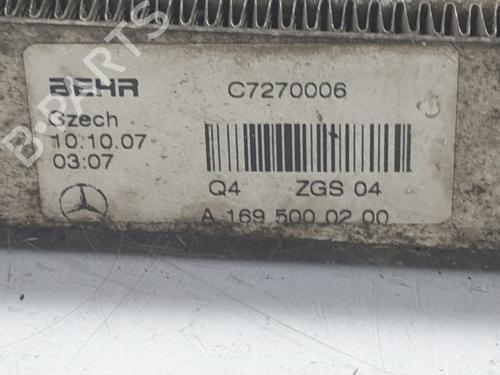 BEHR C7270006
Czech
10.10.07
03:07
Q4 ZGS 04
A 169 500 02 00
B-PARTS